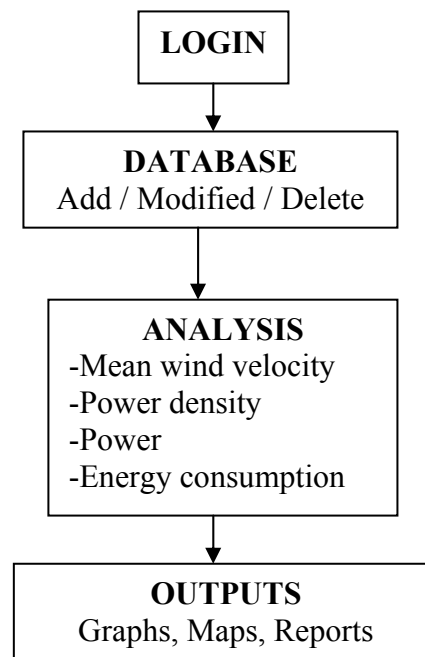 LOGIN
DATABASE
Add / Modified / Delete
ANALYSIS
-Mean wind velocity
-Power density
-Power
-Energy consumption
OUTPUTS
Graphs, Maps, Reports